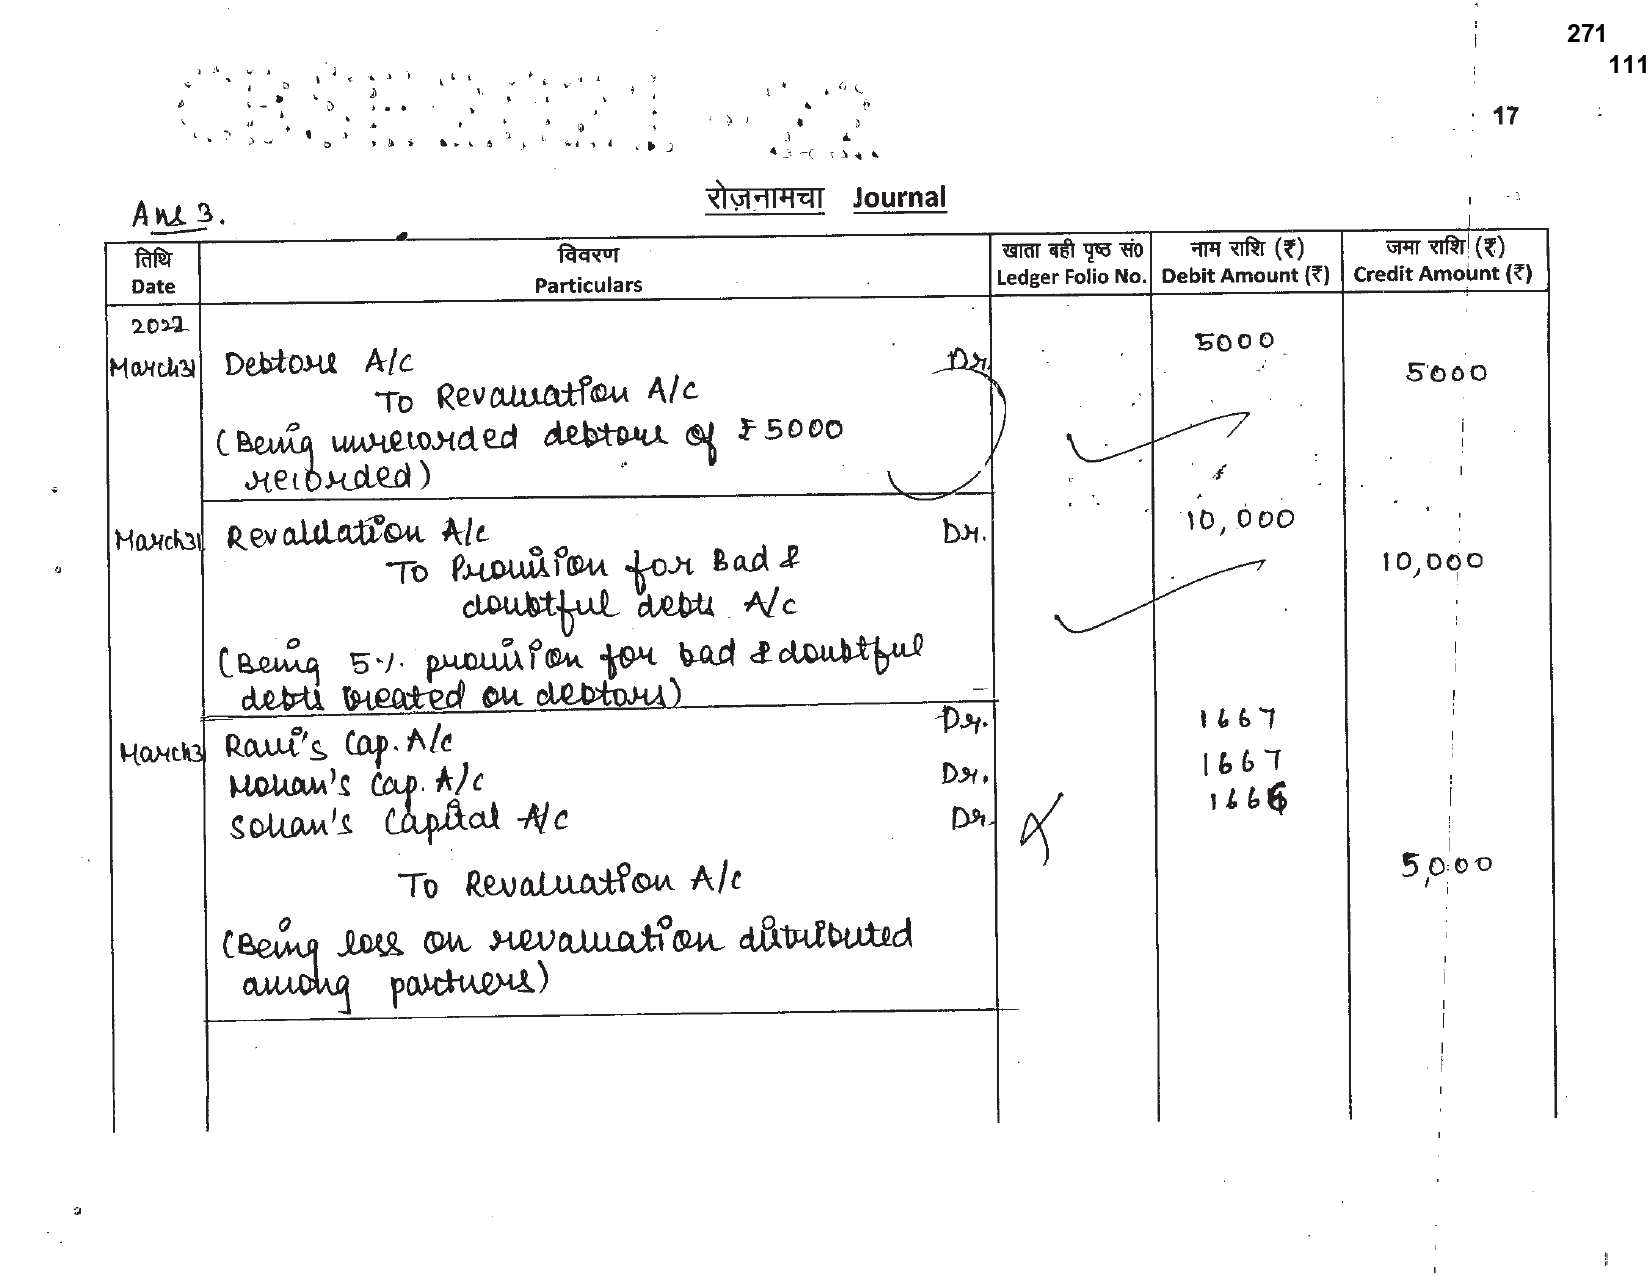 271
111
CBSE2021-22
17
रोज़नामचा Journal
Ans 3.
तिथि
Date
विवरण
Particulars
खाता बही पृष्ठ सं०
Ledger Folio No.
नाम राशि (₹)
Debit Amount (₹)
जमा राशि (₹)
Credit Amount (₹)
2022
March31 Debtors A/c Dr. 5000
To Revaluation A/c 5000
(Being unrecorded debtors of ₹5000
recorded)
March31 Revaluation A/c Dr. 10,000
To Provision for Bad & 10,000
doubtful debts A/c
(Being 5% provision for bad & doubtful
debts created on debtors)
March31 Ravi's Cap. A/c Dr. 1667
Mohan's Cap. A/c Dr. 1667
Sohan's Capital A/c Dr. 1666
To Revaluation A/c 5,000
(Being loss on revaluation distributed
among partners)